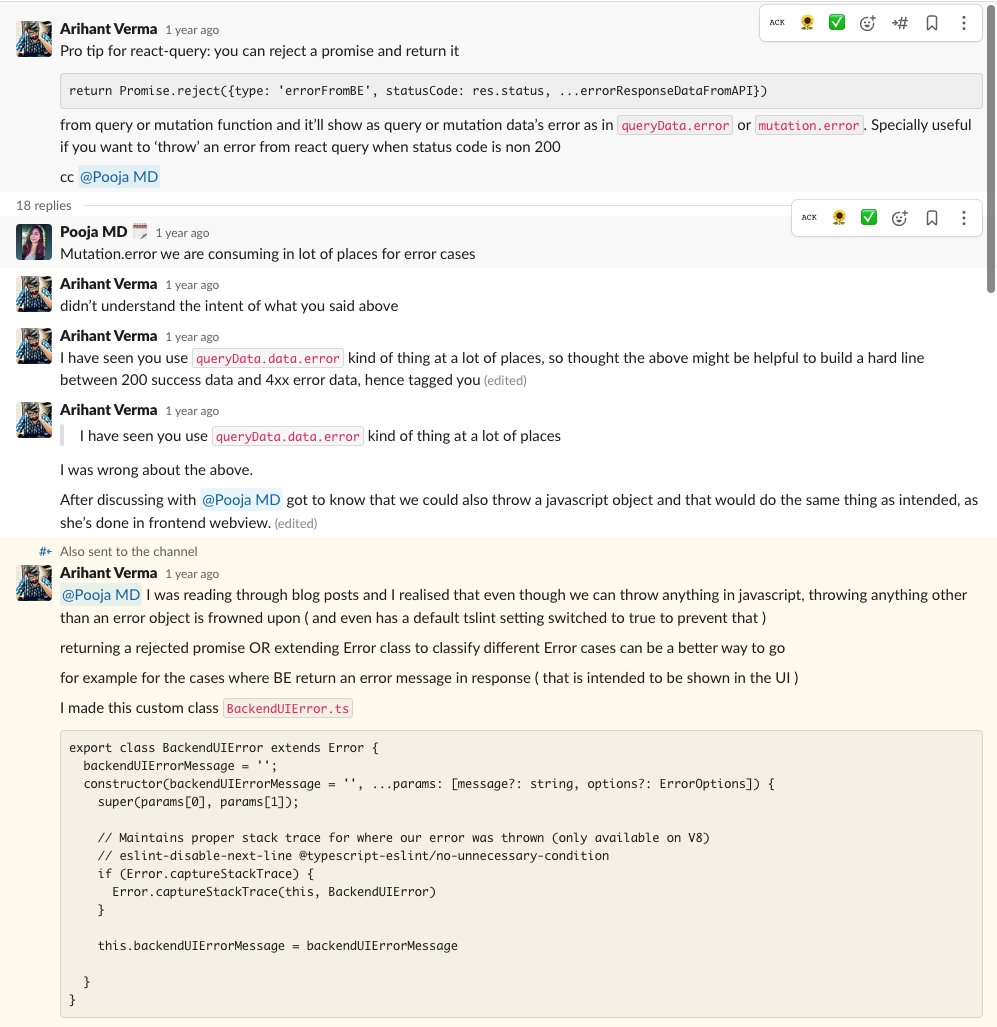 Arihant Verma 1 year ago
ACK
Pro tip for react-query: you can reject a promise and return it
return Promise.reject({type: 'errorFromBE', statusCode: res.status, ...errorResponseDataFromAPI})
from query or mutation function and it’ll show as query or mutation data’s error as in queryData.error or mutation.error. Specially useful
if you want to ‘throw’ an error from react query when status code is non 200
cc @Pooja MD
18 replies
ACK
Pooja MD 1 year ago
Mutation.error we are consuming in lot of places for error cases
Arihant Verma 1 year ago
didn’t understand the intent of what you said above
Arihant Verma 1 year ago
I have seen you use queryData.data.error kind of thing at a lot of places, so thought the above might be helpful to build a hard line
between 200 success data and 4xx error data, hence tagged you (edited)
Arihant Verma 1 year ago
I have seen you use queryData.data.error kind of thing at a lot of places
I was wrong about the above.
After discussing with @Pooja MD got to know that we could also throw a javascript object and that would do the same thing as intended, as
she’s done in frontend webview. (edited)
Also sent to the channel
Arihant Verma 1 year ago
@Pooja MD I was reading through blog posts and I realised that even though we can throw anything in javascript, throwing anything other
than an error object is frowned upon ( and even has a default tslint setting switched to true to prevent that )
returning a rejected promise OR extending Error class to classify different Error cases can be a better way to go
for example for the cases where BE return an error message in response ( that is intended to be shown in the UI )
I made this custom class BackendUIError.ts
export class BackendUIError extends Error {
  backendUIErrorMessage = '';
  constructor(backendUIErrorMessage = '', ...params: [message?: string, options?: ErrorOptions]) {
    super(params[0], params[1]);
    // Maintains proper stack trace for where our error was thrown (only available on V8)
    // eslint-disable-next-line @typescript-eslint/no-unnecessary-condition
    if (Error.captureStackTrace) {
      Error.captureStackTrace(this, BackendUIError)
    }
    this.backendUIErrorMessage = backendUIErrorMessage
  }
}